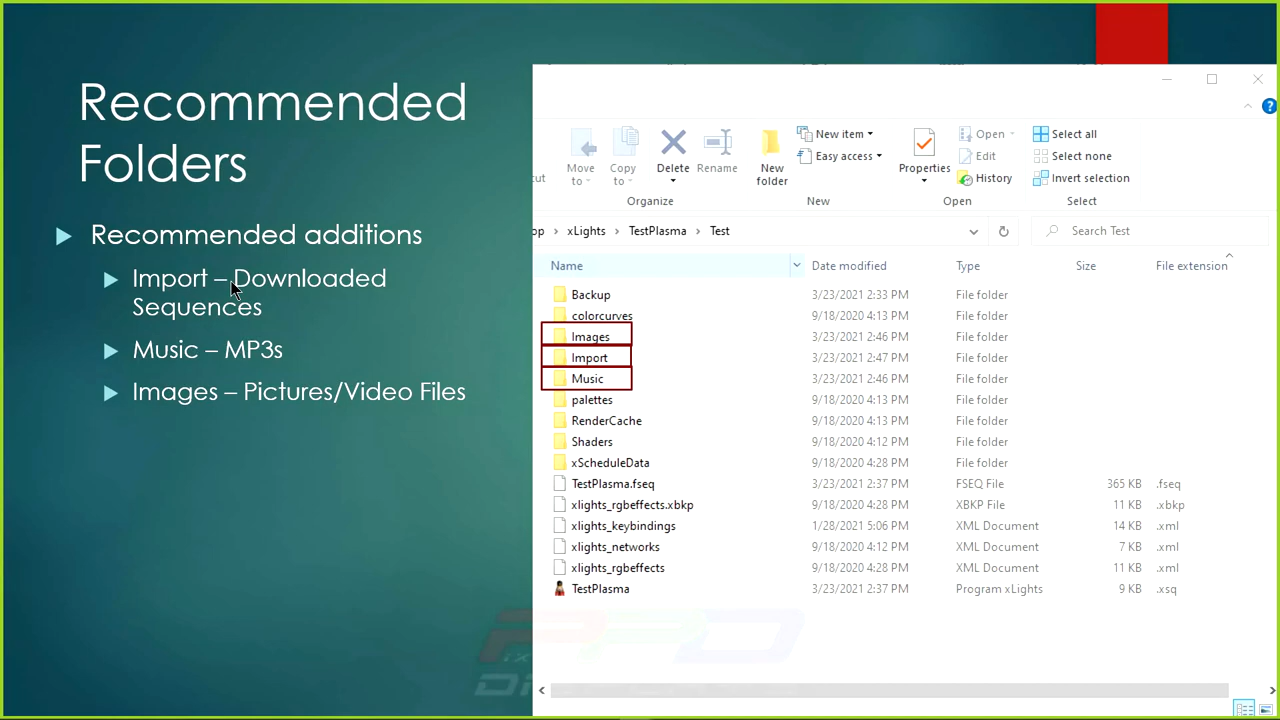 Recommended
Folders
Recommended additions
Import – Downloaded
Sequences
Music – MP3s
Images – Pictures/Video Files
Move
to
Copy
to
Delete
Rename
New
folder
New item
Easy access
Properties
Open
Edit
History
Select all
Select none
Invert selection
Organize
New
Open
Select
xLights > TestPlasma > Test
Search Test
Name Date modified Type Size File extension
Backup 3/23/2021 2:33 PM File folder
colorcurves 9/18/2020 4:13 PM File folder
Images 3/23/2021 2:46 PM File folder
Import 3/23/2021 2:47 PM File folder
Music 3/23/2021 2:46 PM File folder
palettes 9/18/2020 4:13 PM File folder
RenderCache 9/18/2020 4:13 PM File folder
Shaders 9/18/2020 4:12 PM File folder
xScheduleData 9/18/2020 4:28 PM File folder
TestPlasma.fseq 3/23/2021 2:37 PM FSEQ File 365 KB .fseq
xlights_rgbeffects.xbkp 9/18/2020 4:28 PM XBKP File 11 KB .xbkp
xlights_keybindings 1/28/2021 5:06 PM XML Document 14 KB .xml
xlights_networks 9/18/2020 4:12 PM XML Document 7 KB .xml
xlights_rgbeffects 9/18/2020 4:28 PM XML Document 11 KB .xml
TestPlasma 3/23/2021 2:37 PM Program xLights 9 KB .xsq